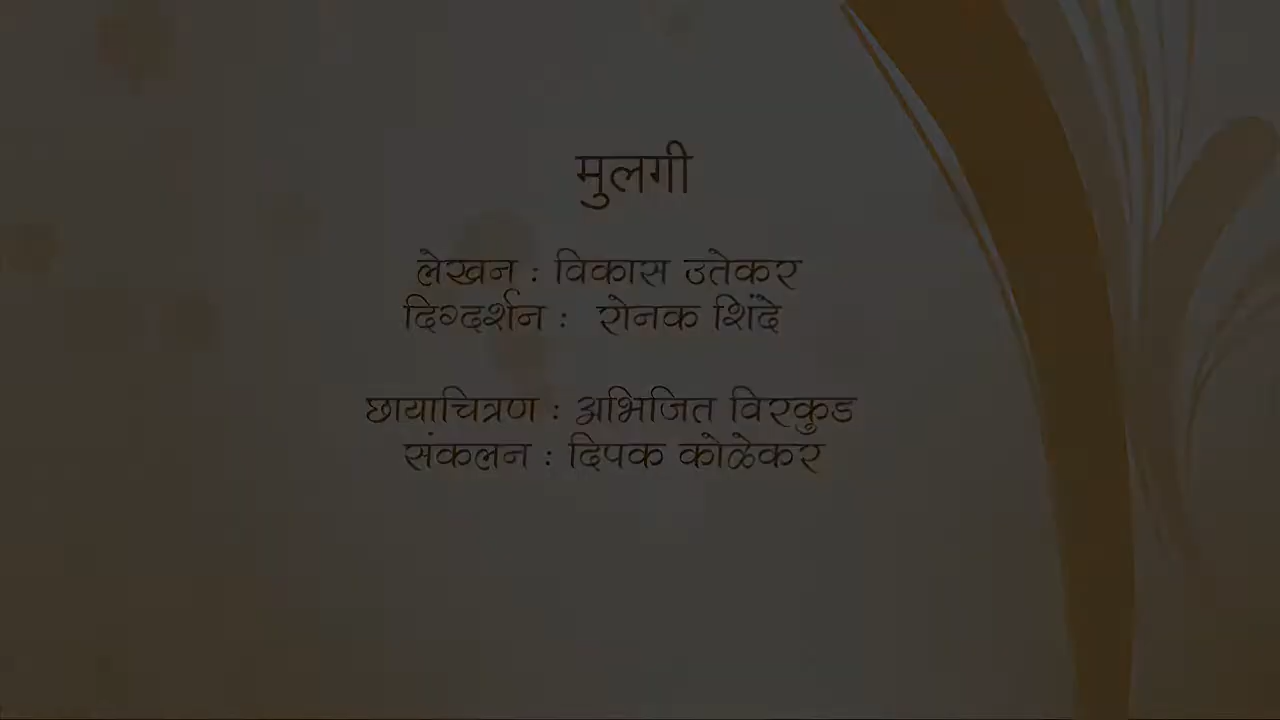 मुलगी
लेखन : विकास उतेकर
दिग्दर्शन : रोनक शिंदे
छायाचित्रण : अभिजित विरकुड
संकलन : दिपक कोळेकर